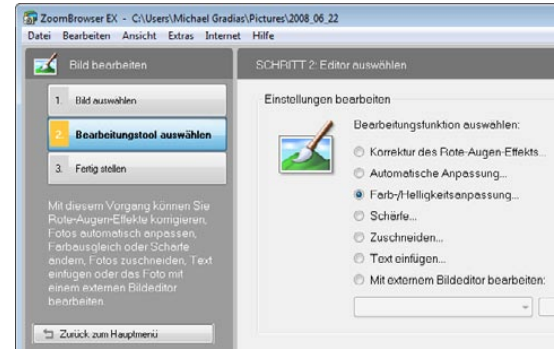 ZoomBrowser EX - C:\Users\Michael Gradias\Pictures\2008_06_22
Datei Bearbeiten Ansicht Extras Internet Hilfe
Bild bearbeiten
SCHRITT 2: Editor auswählen
1. Bild auswählen
2. Bearbeitungstool auswählen
3. Fertig stellen
Mit diesem Vorgang können Sie
Rote-Augen-Effekte korrigieren,
Fotos automatisch anpassen,
Farbausgleich oder Schärfe
ändern, Fotos zuschneiden, Text
einfügen oder das Foto mit
einem externen Bildeditor
bearbeiten.
Zurück zum Hauptmenü
Einstellungen bearbeiten
Bearbeitungsfunktion auswählen:
Korrektur des Rote-Augen-Effekts...
Automatische Anpassung...
Farb-/Helligkeitsanpassung...
Schärfe...
Zuschneiden...
Text einfügen...
Mit externem Bildeditor bearbeiten: